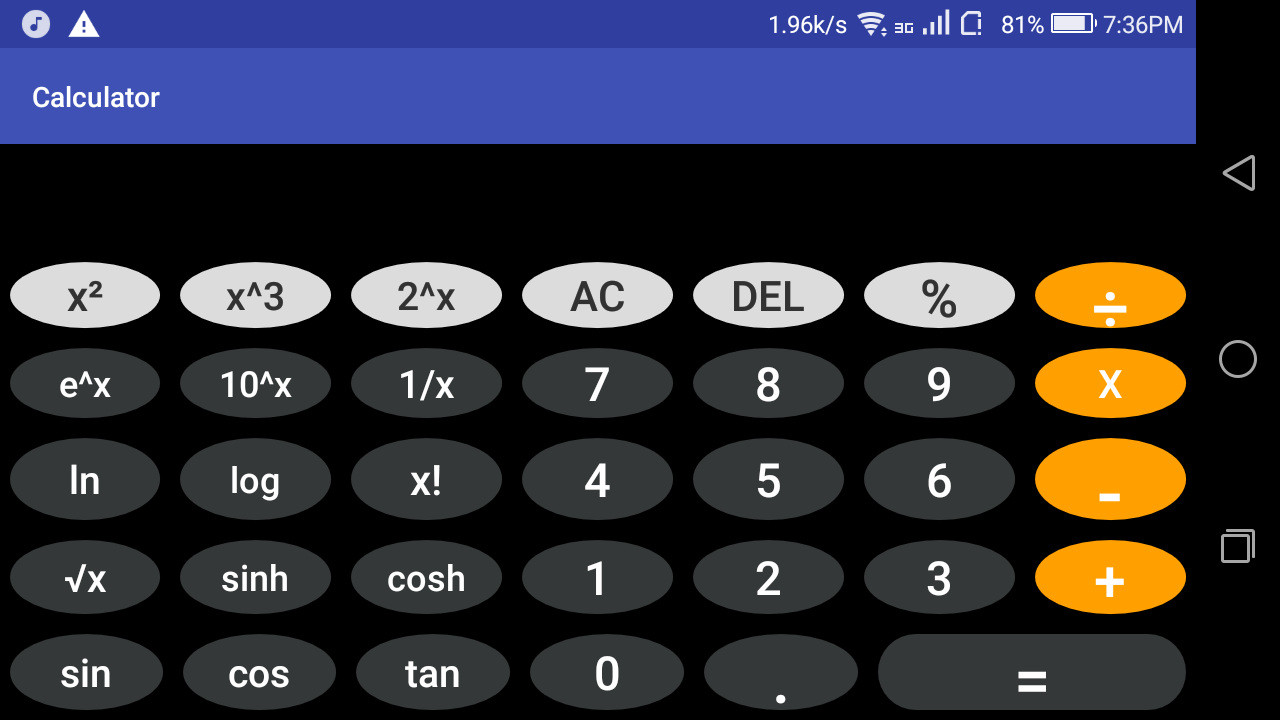 1.96k/s 3G 81% 7:36PM
Calculator
x² x^3 2^x AC DEL % ÷
e^x 10^x 1/x 7 8 9 X
ln log x! 4 5 6 -
√x sinh cosh 1 2 3 +
sin cos tan 0 . =